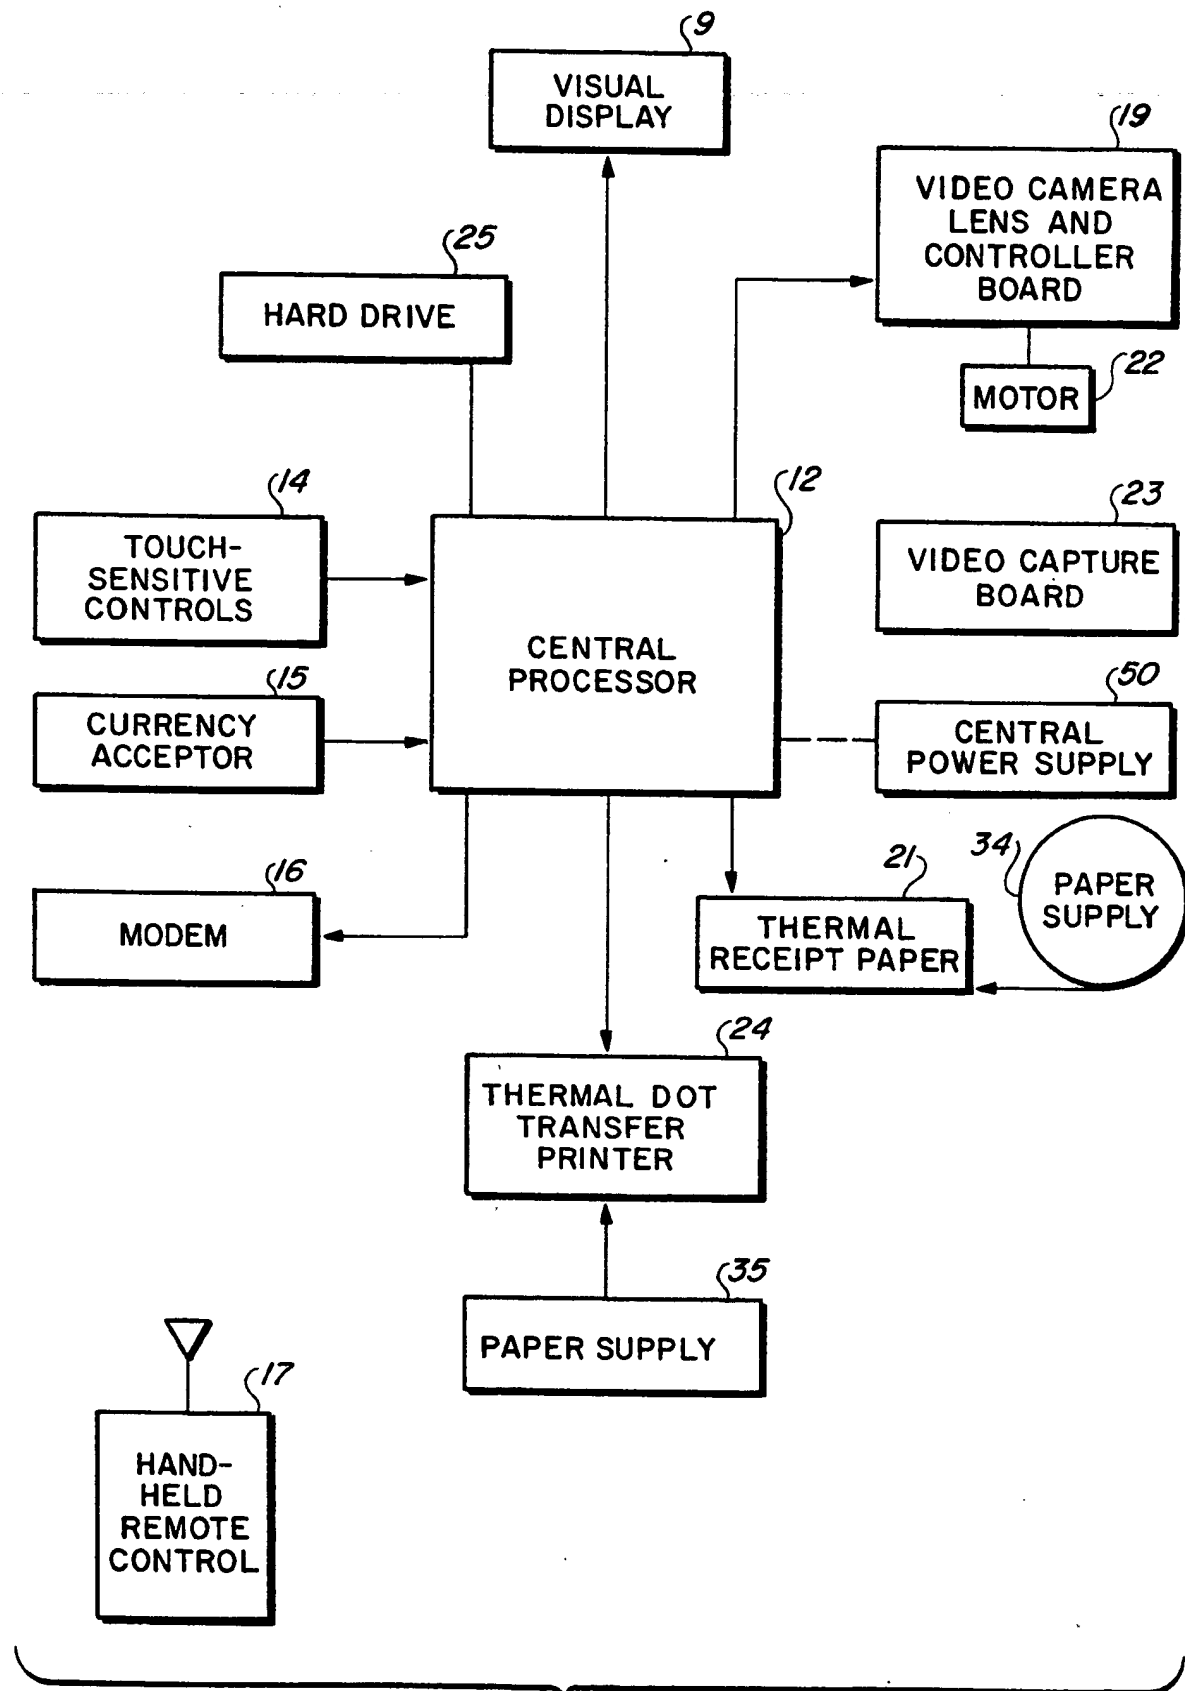 9
VISUAL
DISPLAY
19
VIDEO CAMERA
LENS AND
CONTROLLER
BOARD
25
HARD DRIVE
22
MOTOR
14
TOUCH-
SENSITIVE
CONTROLS
12
CENTRAL
PROCESSOR
23
VIDEO CAPTURE
BOARD
15
CURRENCY
ACCEPTOR
50
CENTRAL
POWER SUPPLY
16
MODEM
21
THERMAL
RECEIPT PAPER
34
PAPER
SUPPLY
24
THERMAL DOT
TRANSFER
PRINTER
35
PAPER SUPPLY
17
HAND-
HELD
REMOTE
CONTROL